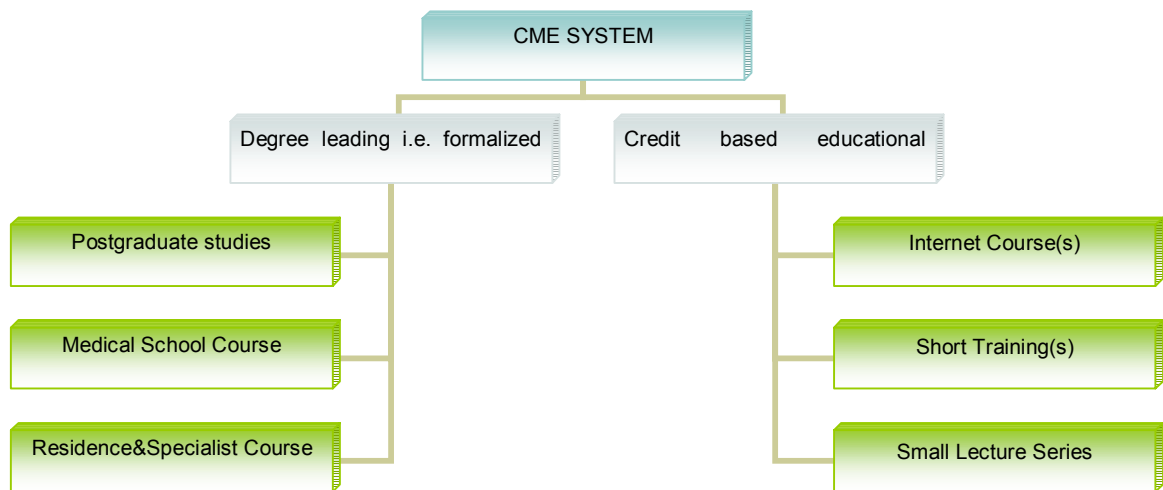 CME SYSTEM
Degree leading i.e. formalized
Credit based educational
Postgraduate studies
Internet Course(s)
Medical School Course
Short Training(s)
Residence&Specialist Course
Small Lecture Series